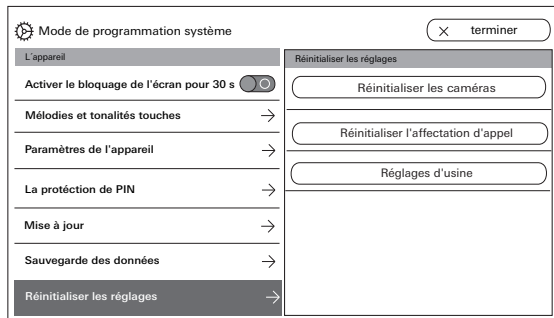 Mode de programmation système
terminer
L'appareil
Activer le bloquage de l'écran pour 30 s
Mélodies et tonalités touches
Paramètres de l'appareil
La protéction de PIN
Mise à jour
Sauvegarde des données
Réinitialiser les réglages
Réinitialiser les réglages
Réinitialiser les caméras
Réinitialiser l'affectation d'appel
Réglages d'usine